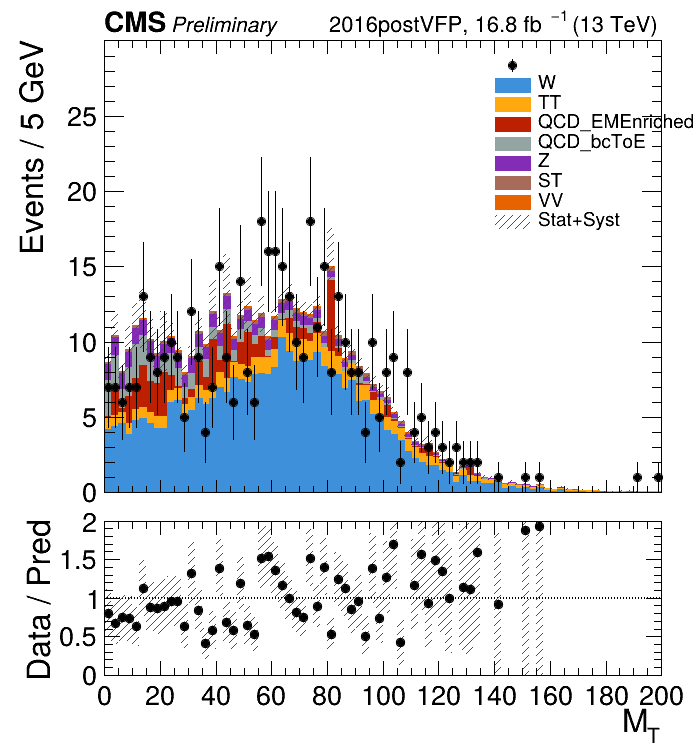 CMS Preliminary 2016postVFP, 16.8 fb⁻¹ (13 TeV)
Events / 5 GeV
25
20
15
10
5
0
W
TT
QCD_EMEnriched
QCD_bcToE
Z
ST
VV
Stat+Syst
Data / Pred
2
1.5
1
0.5
0
0 20 40 60 80 100 120 140 160 180 200
M_T